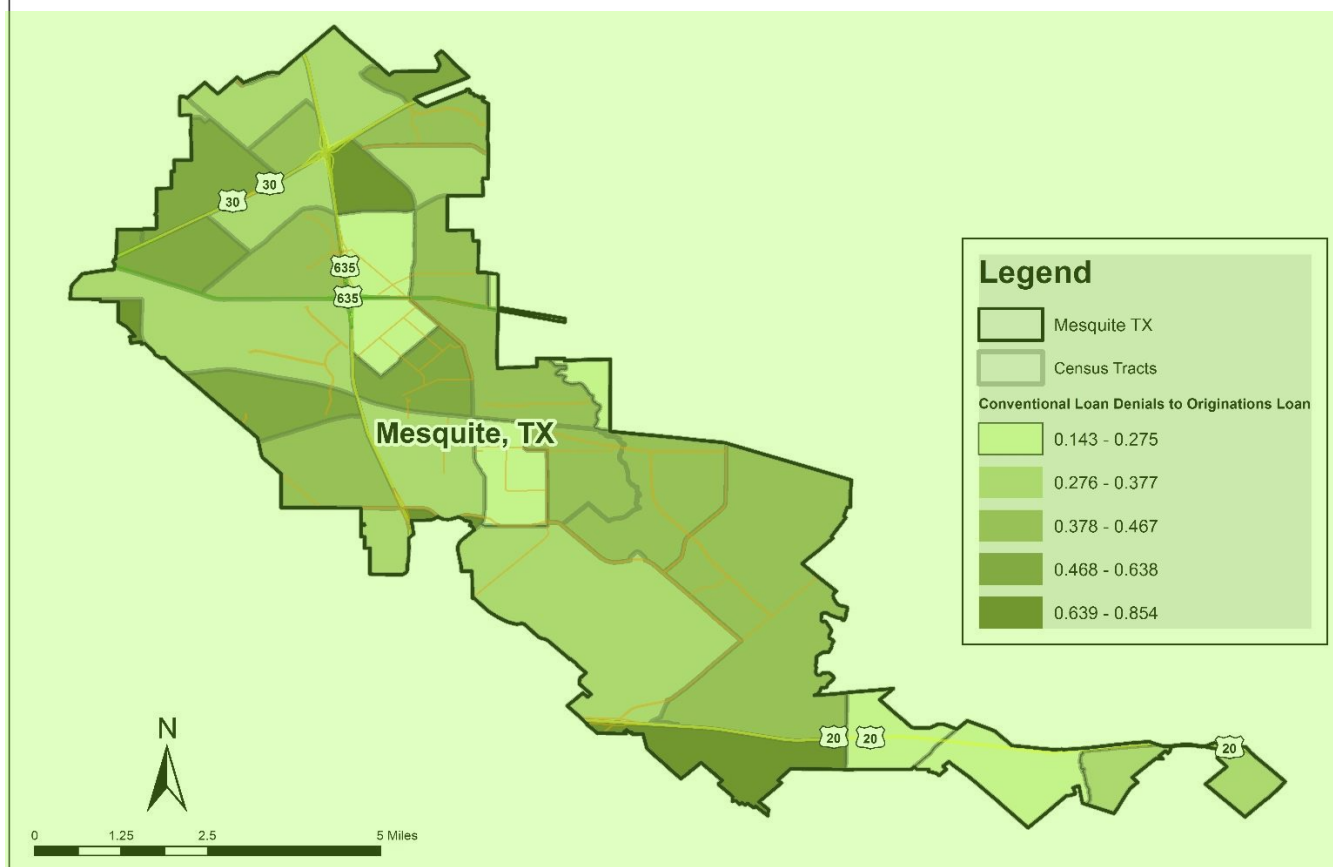 30
30
635
635
Mesquite, TX
20
20
20
Legend
Mesquite TX
Census Tracts
Conventional Loan Denials to Originations Loan
0.143 - 0.275
0.276 - 0.377
0.378 - 0.467
0.468 - 0.638
0.639 - 0.854
N
0 1.25 2.5 5 Miles